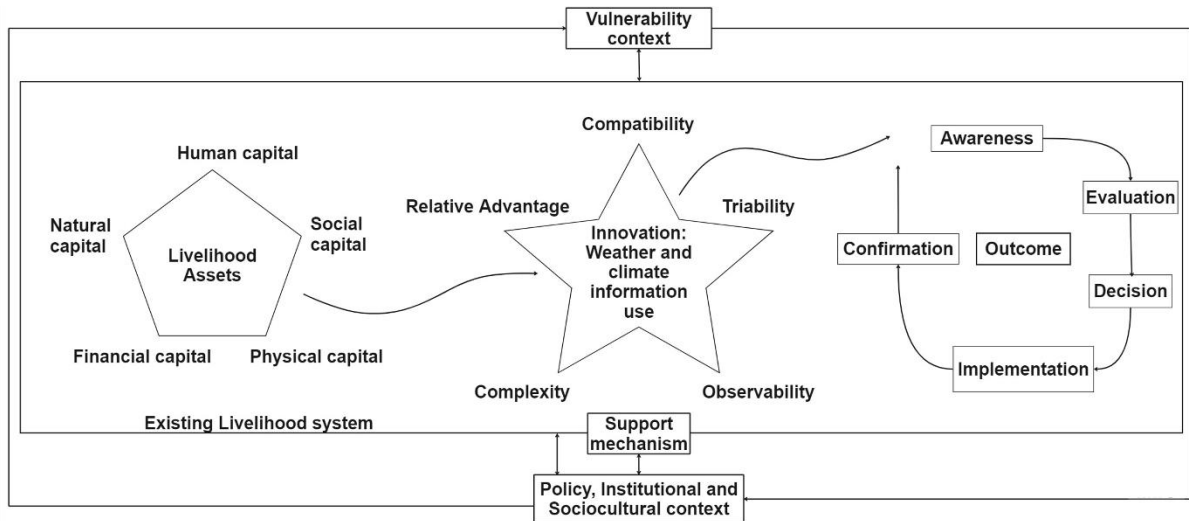 Vulnerability
context
Compatibility
Awareness
Human capital
Evaluation
Relative Advantage
Triability
Natural
capital
Social
capital
Livelihood
Assets
Innovation:
Weather and
climate
information
use
Confirmation
Outcome
Decision
Financial capital
Physical capital
Implementation
Complexity
Observability
Existing Livelihood system
Support
mechanism
Policy, Institutional and
Sociocultural context